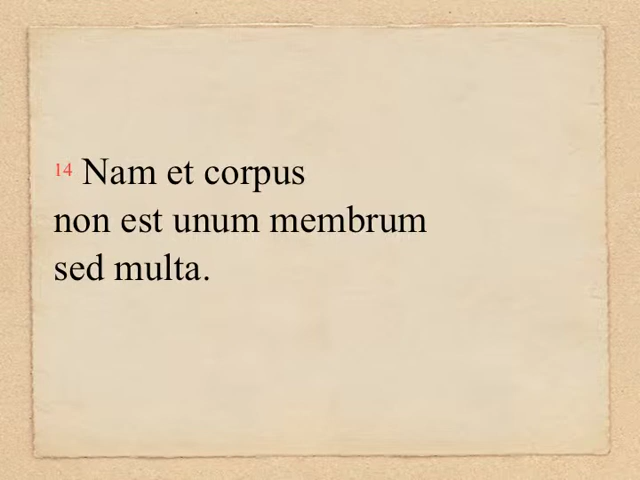 14 Nam et corpus
non est unum membrum
sed multa.